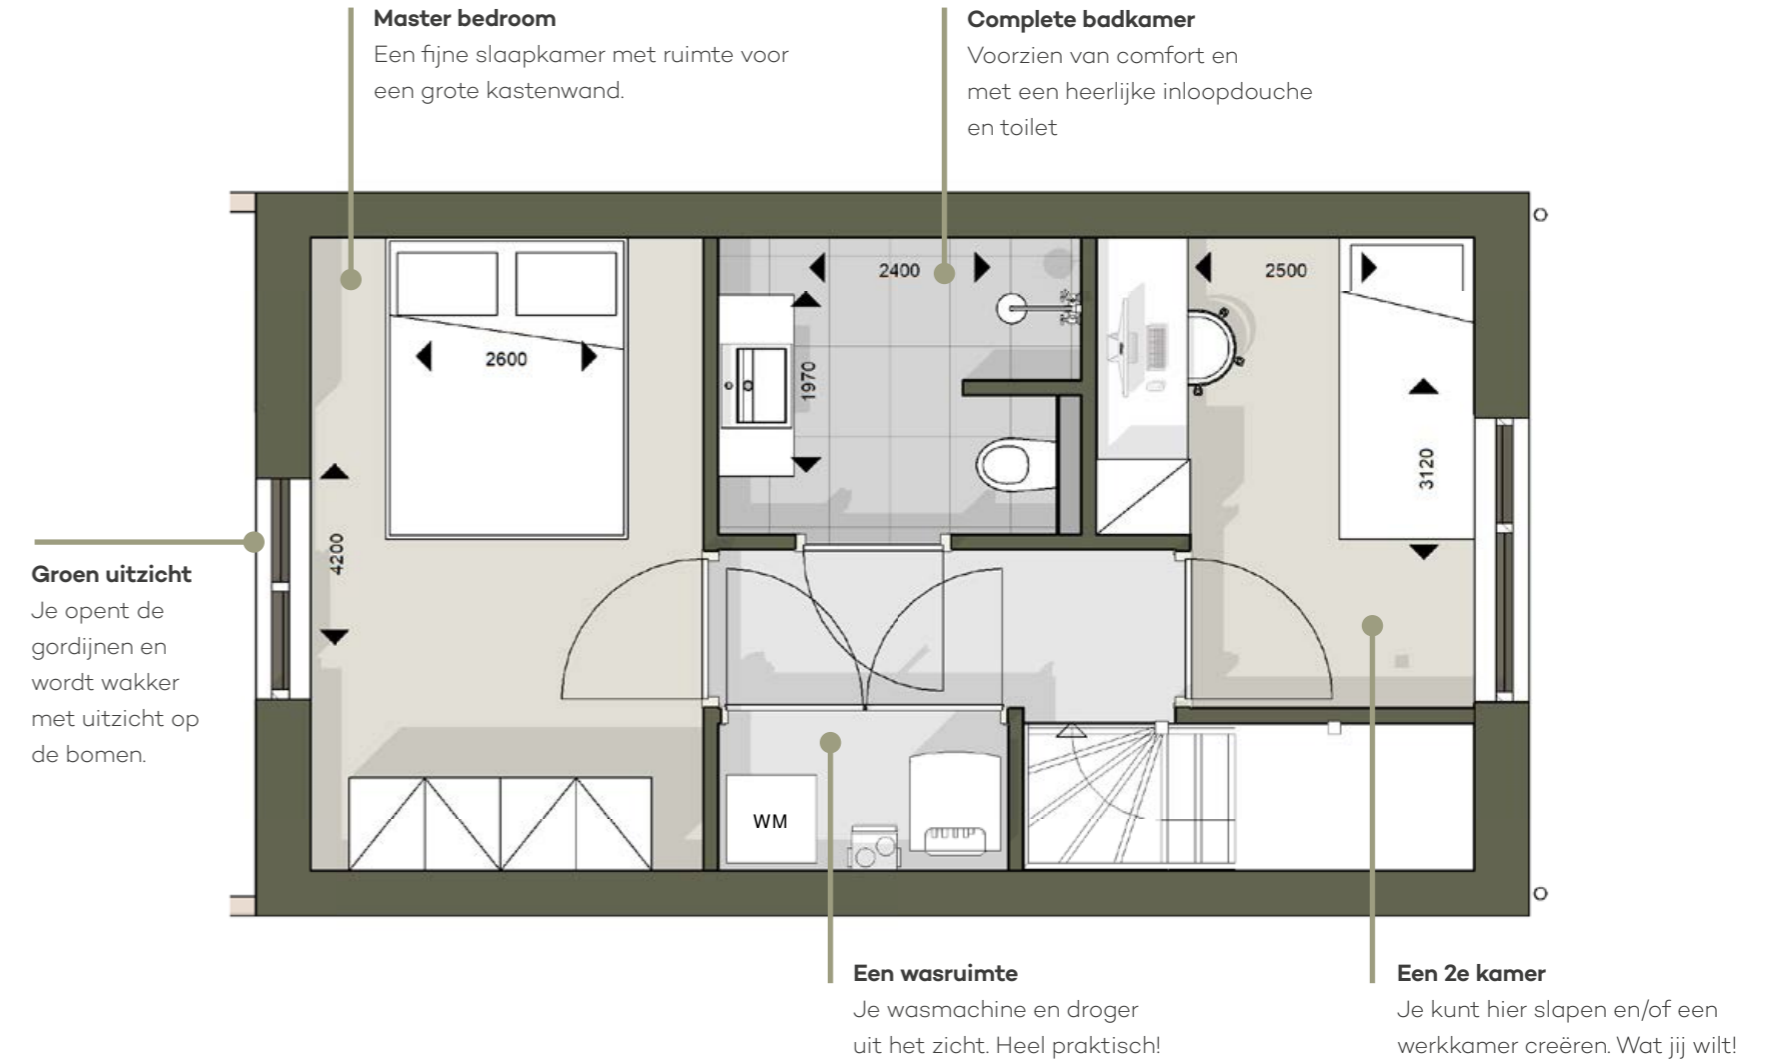 Master bedroom
Een fijne slaapkamer met ruimte voor
een grote kastenwand.
Complete badkamer
Voorzien van comfort en
met een heerlijke inloopdouche
en toilet
2400
2500
2600
1970
3120
4200
Groen uitzicht
Je opent de
gordijnen en
wordt wakker
met uitzicht op
de bomen.
WM
Een wasruimte
Je wasmachine en droger
uit het zicht. Heel praktisch!
Een 2e kamer
Je kunt hier slapen en/of een
werkkamer creëren. Wat jij wilt!